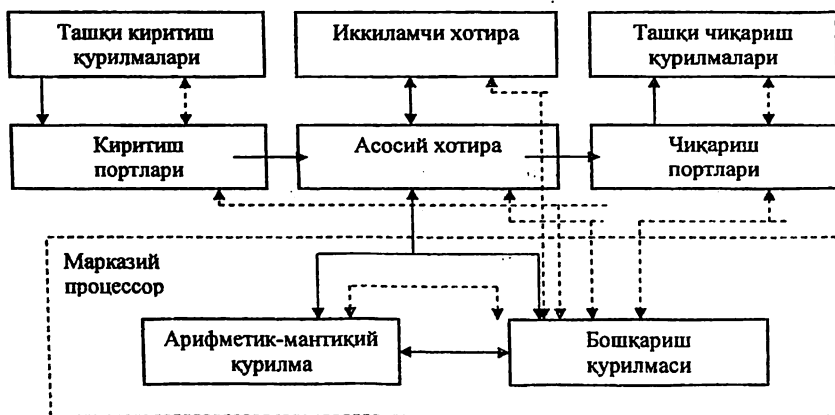 Ташқи киритиш
қурилмалари
Иккиламчи хотира
Ташқи чиқариш
қурилмалари
Киритиш
портлари
Асосий хотира
Чиқариш
портлари
Марказий
процессор
Арифметик-мантиқий
қурилма
Бошқариш
қурилмаси